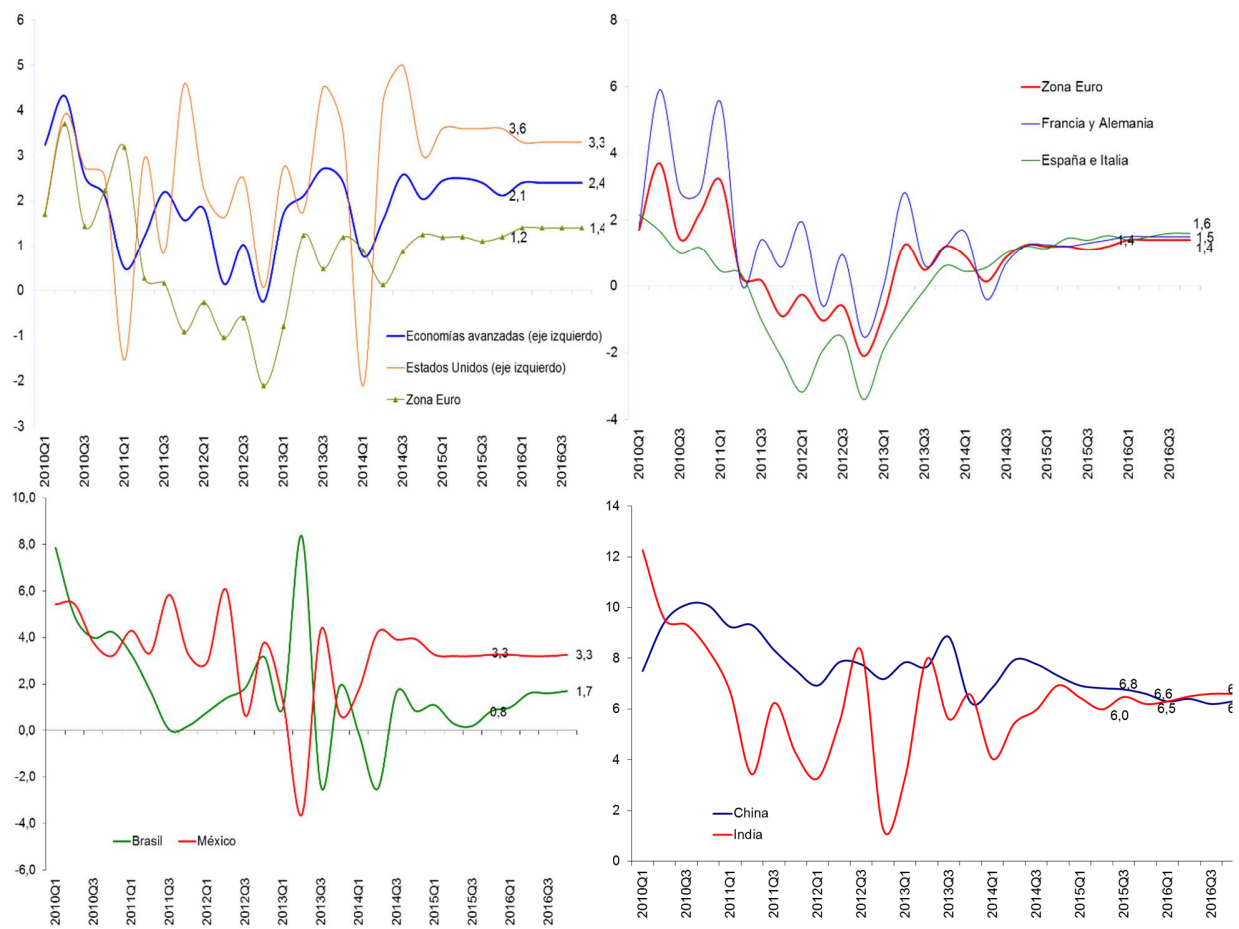 6
5
4
3
2
1
0
-1
-2
-3
3,6
3,3
2,4
2,1
1,2
1,4
Economías avanzadas (eje izquierdo)
Estados Unidos (eje izquierdo)
Zona Euro
2010Q1
2010Q3
2011Q1
2011Q3
2012Q1
2012Q3
2013Q1
2013Q3
2014Q1
2014Q3
2015Q1
2015Q3
2016Q1
2016Q3
8
6
4
2
0
-2
-4
Zona Euro
Francia y Alemania
España e Italia
1,4
1,6
1,5
1,4
2010Q1
2010Q3
2011Q1
2011Q3
2012Q1
2012Q3
2013Q1
2013Q3
2014Q1
2014Q3
2015Q1
2015Q3
2016Q1
2016Q3
10,0
8,0
6,0
4,0
2,0
0,0
-2,0
-4,0
-6,0
3,3
3,3
1,7
0,8
Brasil
México
2010Q1
2010Q3
2011Q1
2011Q3
2012Q1
2012Q3
2013Q1
2013Q3
2014Q1
2014Q3
2015Q1
2015Q3
2016Q1
2016Q3
14
12
10
8
6
4
2
0
6,8
6,6
6,0
6,5
China
India
2010Q1
2010Q3
2011Q1
2011Q3
2012Q1
2012Q3
2013Q1
2013Q3
2014Q1
2014Q3
2015Q1
2015Q3
2016Q1
2016Q3